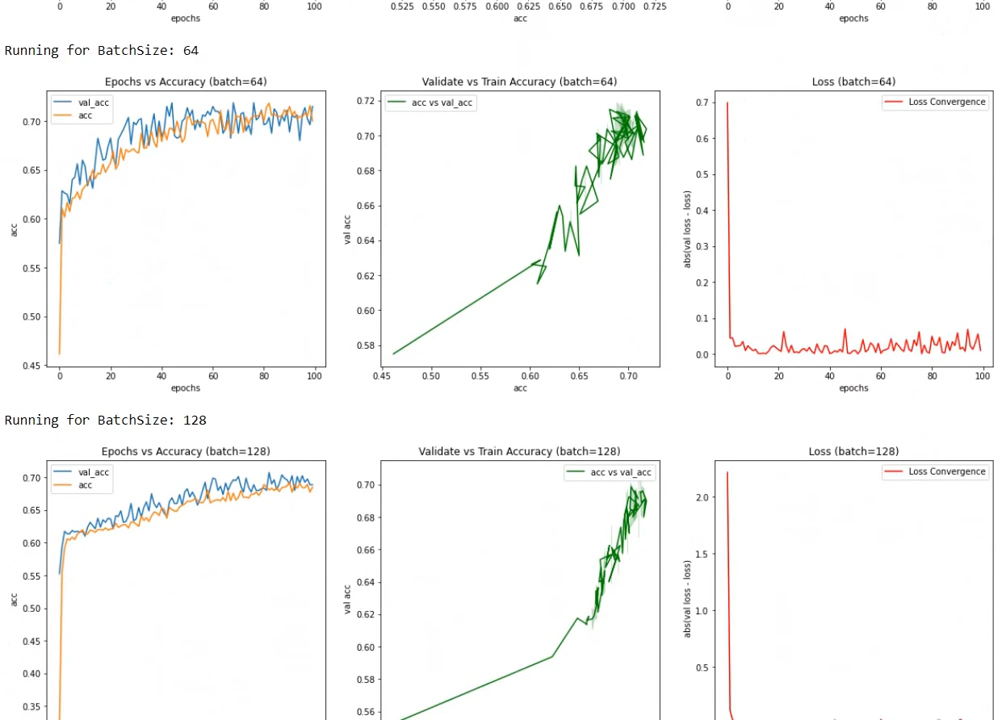 0 20 40 60 80 100
epochs
0.525 0.550 0.575 0.600 0.625 0.650 0.675 0.700 0.725
acc
0 20 40 60 80 100
epochs
Running for BatchSize: 64
Epochs vs Accuracy (batch=64)
val_acc
acc
0.70
0.65
0.60
0.55
0.50
0.45
acc
0 20 40 60 80 100
epochs
Validate vs Train Accuracy (batch=64)
acc vs val_acc
0.72
0.70
0.68
0.66
0.64
0.62
0.60
0.58
val acc
0.45 0.50 0.55 0.60 0.65 0.70
acc
Loss (batch=64)
Loss Convergence
0.7
0.6
0.5
0.4
0.3
0.2
0.1
0.0
abs(val loss - loss)
0 20 40 60 80 100
epochs
Running for BatchSize: 128
Epochs vs Accuracy (batch=128)
val_acc
acc
0.70
0.65
0.60
0.55
0.50
0.45
0.40
0.35
acc
Validate vs Train Accuracy (batch=128)
acc vs val_acc
0.70
0.68
0.66
0.64
0.62
0.60
0.58
0.56
val acc
Loss (batch=128)
Loss Convergence
2.0
1.5
1.0
0.5
abs(val loss - loss)